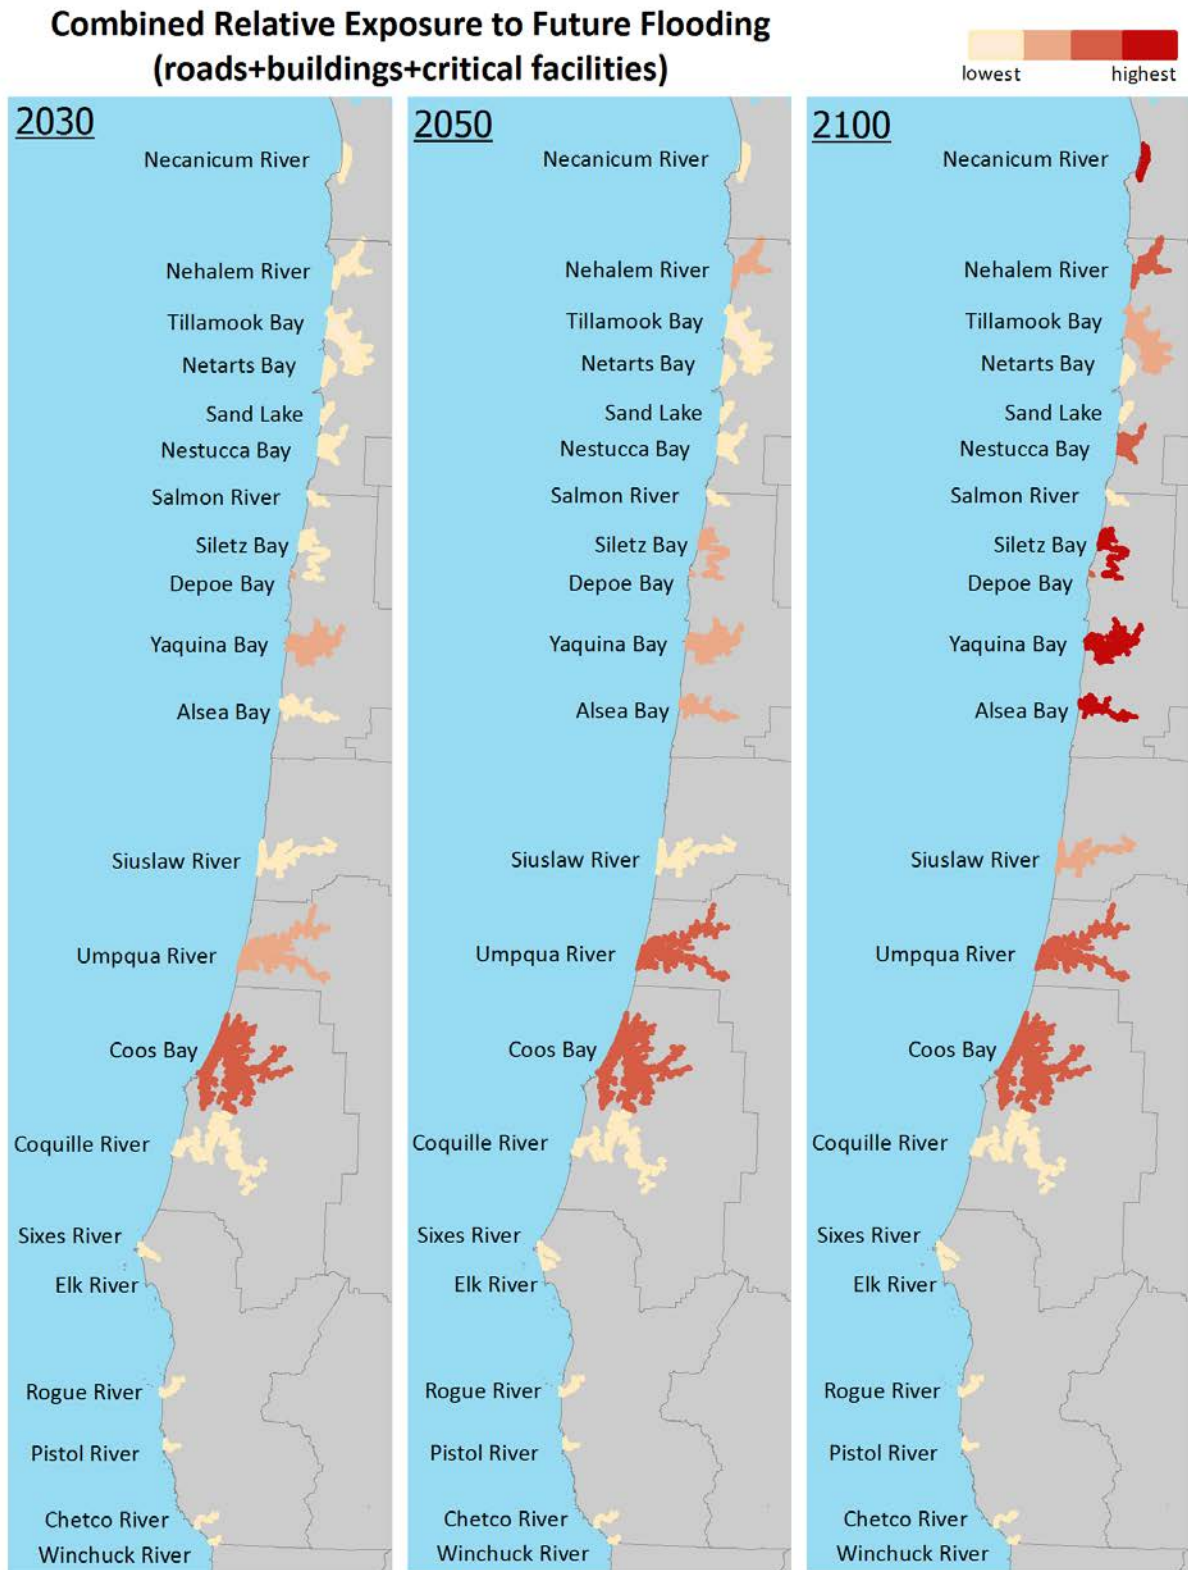 Combined Relative Exposure to Future Flooding
(roads+buildings+critical facilities)
lowest
highest
2030
Necanicum River
Nehalem River
Tillamook Bay
Netarts Bay
Sand Lake
Nestucca Bay
Salmon River
Siletz Bay
Depoe Bay
Yaquina Bay
Alsea Bay
Siuslaw River
Umpqua River
Coos Bay
Coquille River
Sixes River
Elk River
Rogue River
Pistol River
Chetco River
Winchuck River
2050
Necanicum River
Nehalem River
Tillamook Bay
Netarts Bay
Sand Lake
Nestucca Bay
Salmon River
Siletz Bay
Depoe Bay
Yaquina Bay
Alsea Bay
Siuslaw River
Umpqua River
Coos Bay
Coquille River
Sixes River
Elk River
Rogue River
Pistol River
Chetco River
Winchuck River
2100
Necanicum River
Nehalem River
Tillamook Bay
Netarts Bay
Sand Lake
Nestucca Bay
Salmon River
Siletz Bay
Depoe Bay
Yaquina Bay
Alsea Bay
Siuslaw River
Umpqua River
Coos Bay
Coquille River
Sixes River
Elk River
Rogue River
Pistol River
Chetco River
Winchuck River